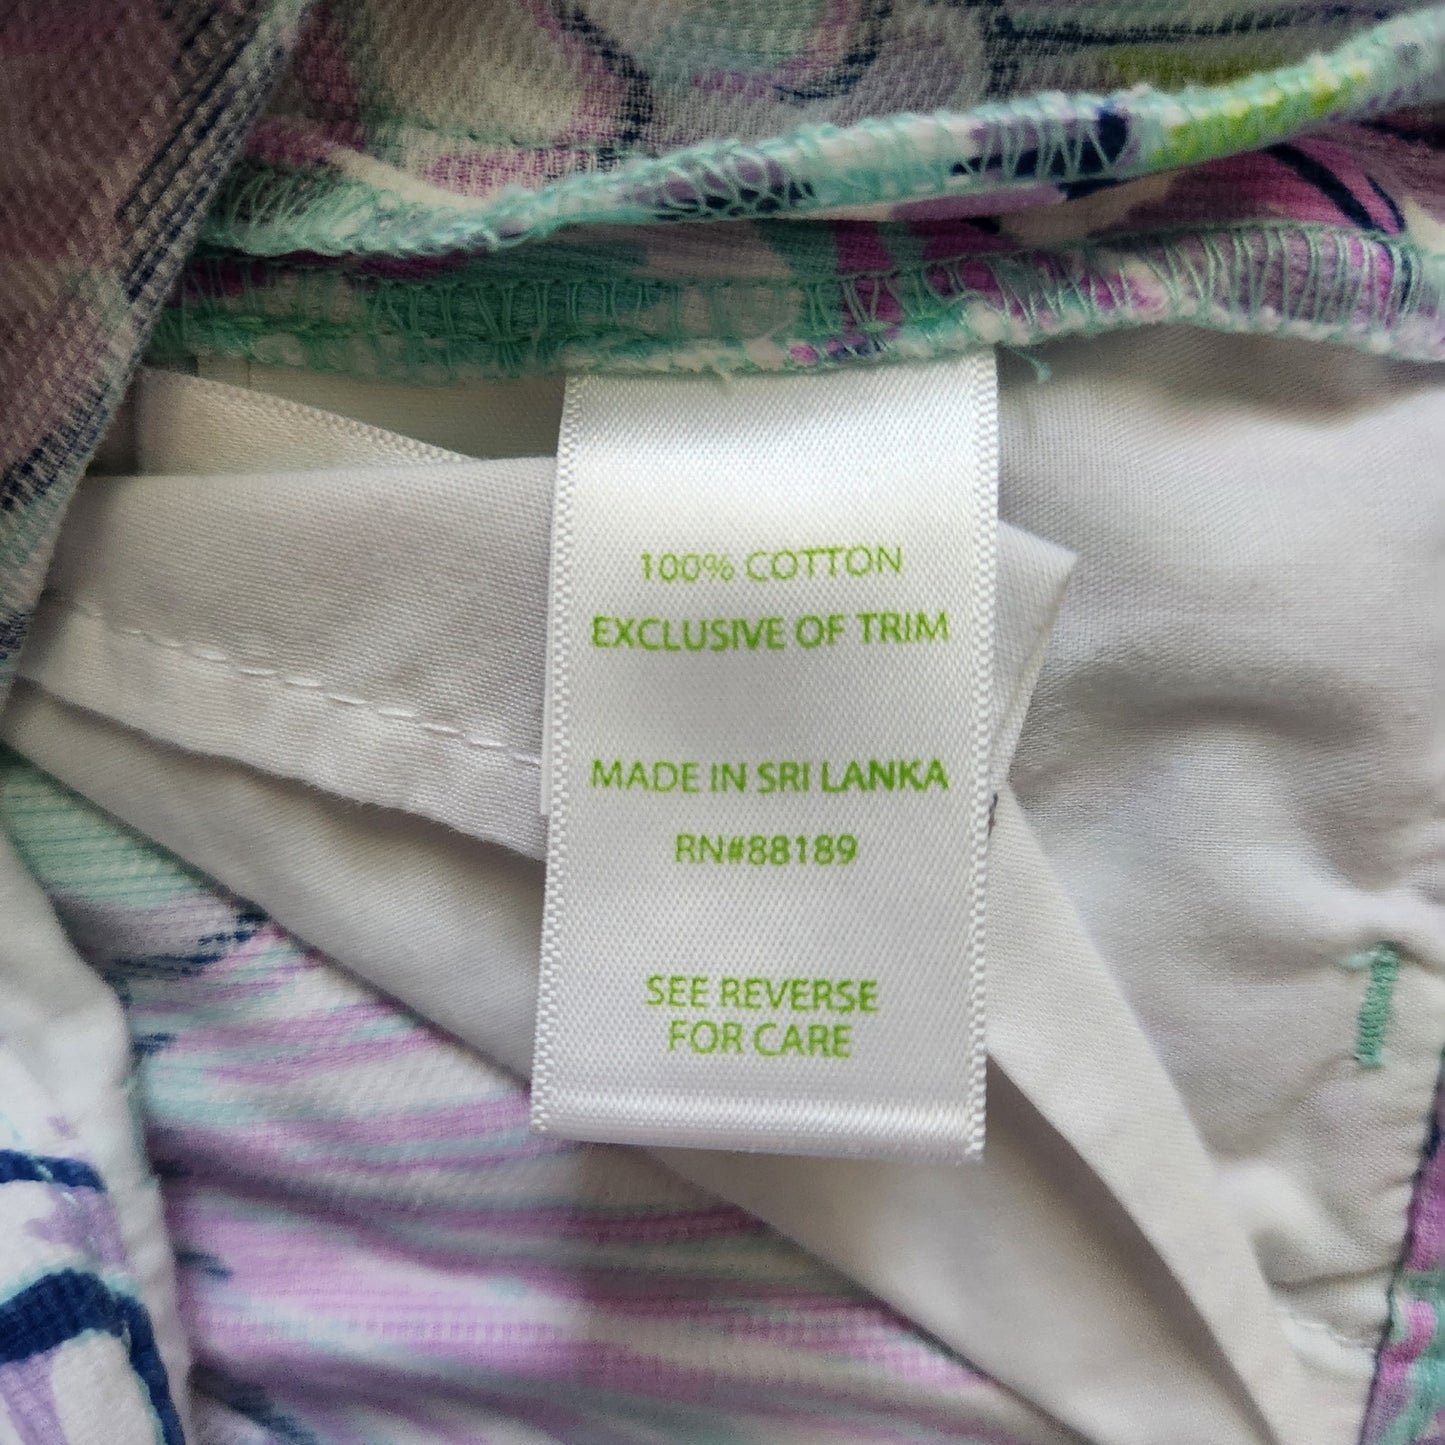 100% COTTON
EXCLUSIVE OF TRIM
MADE IN SRI LANKA
RN#88189
SEE REVERSE
FOR CARE